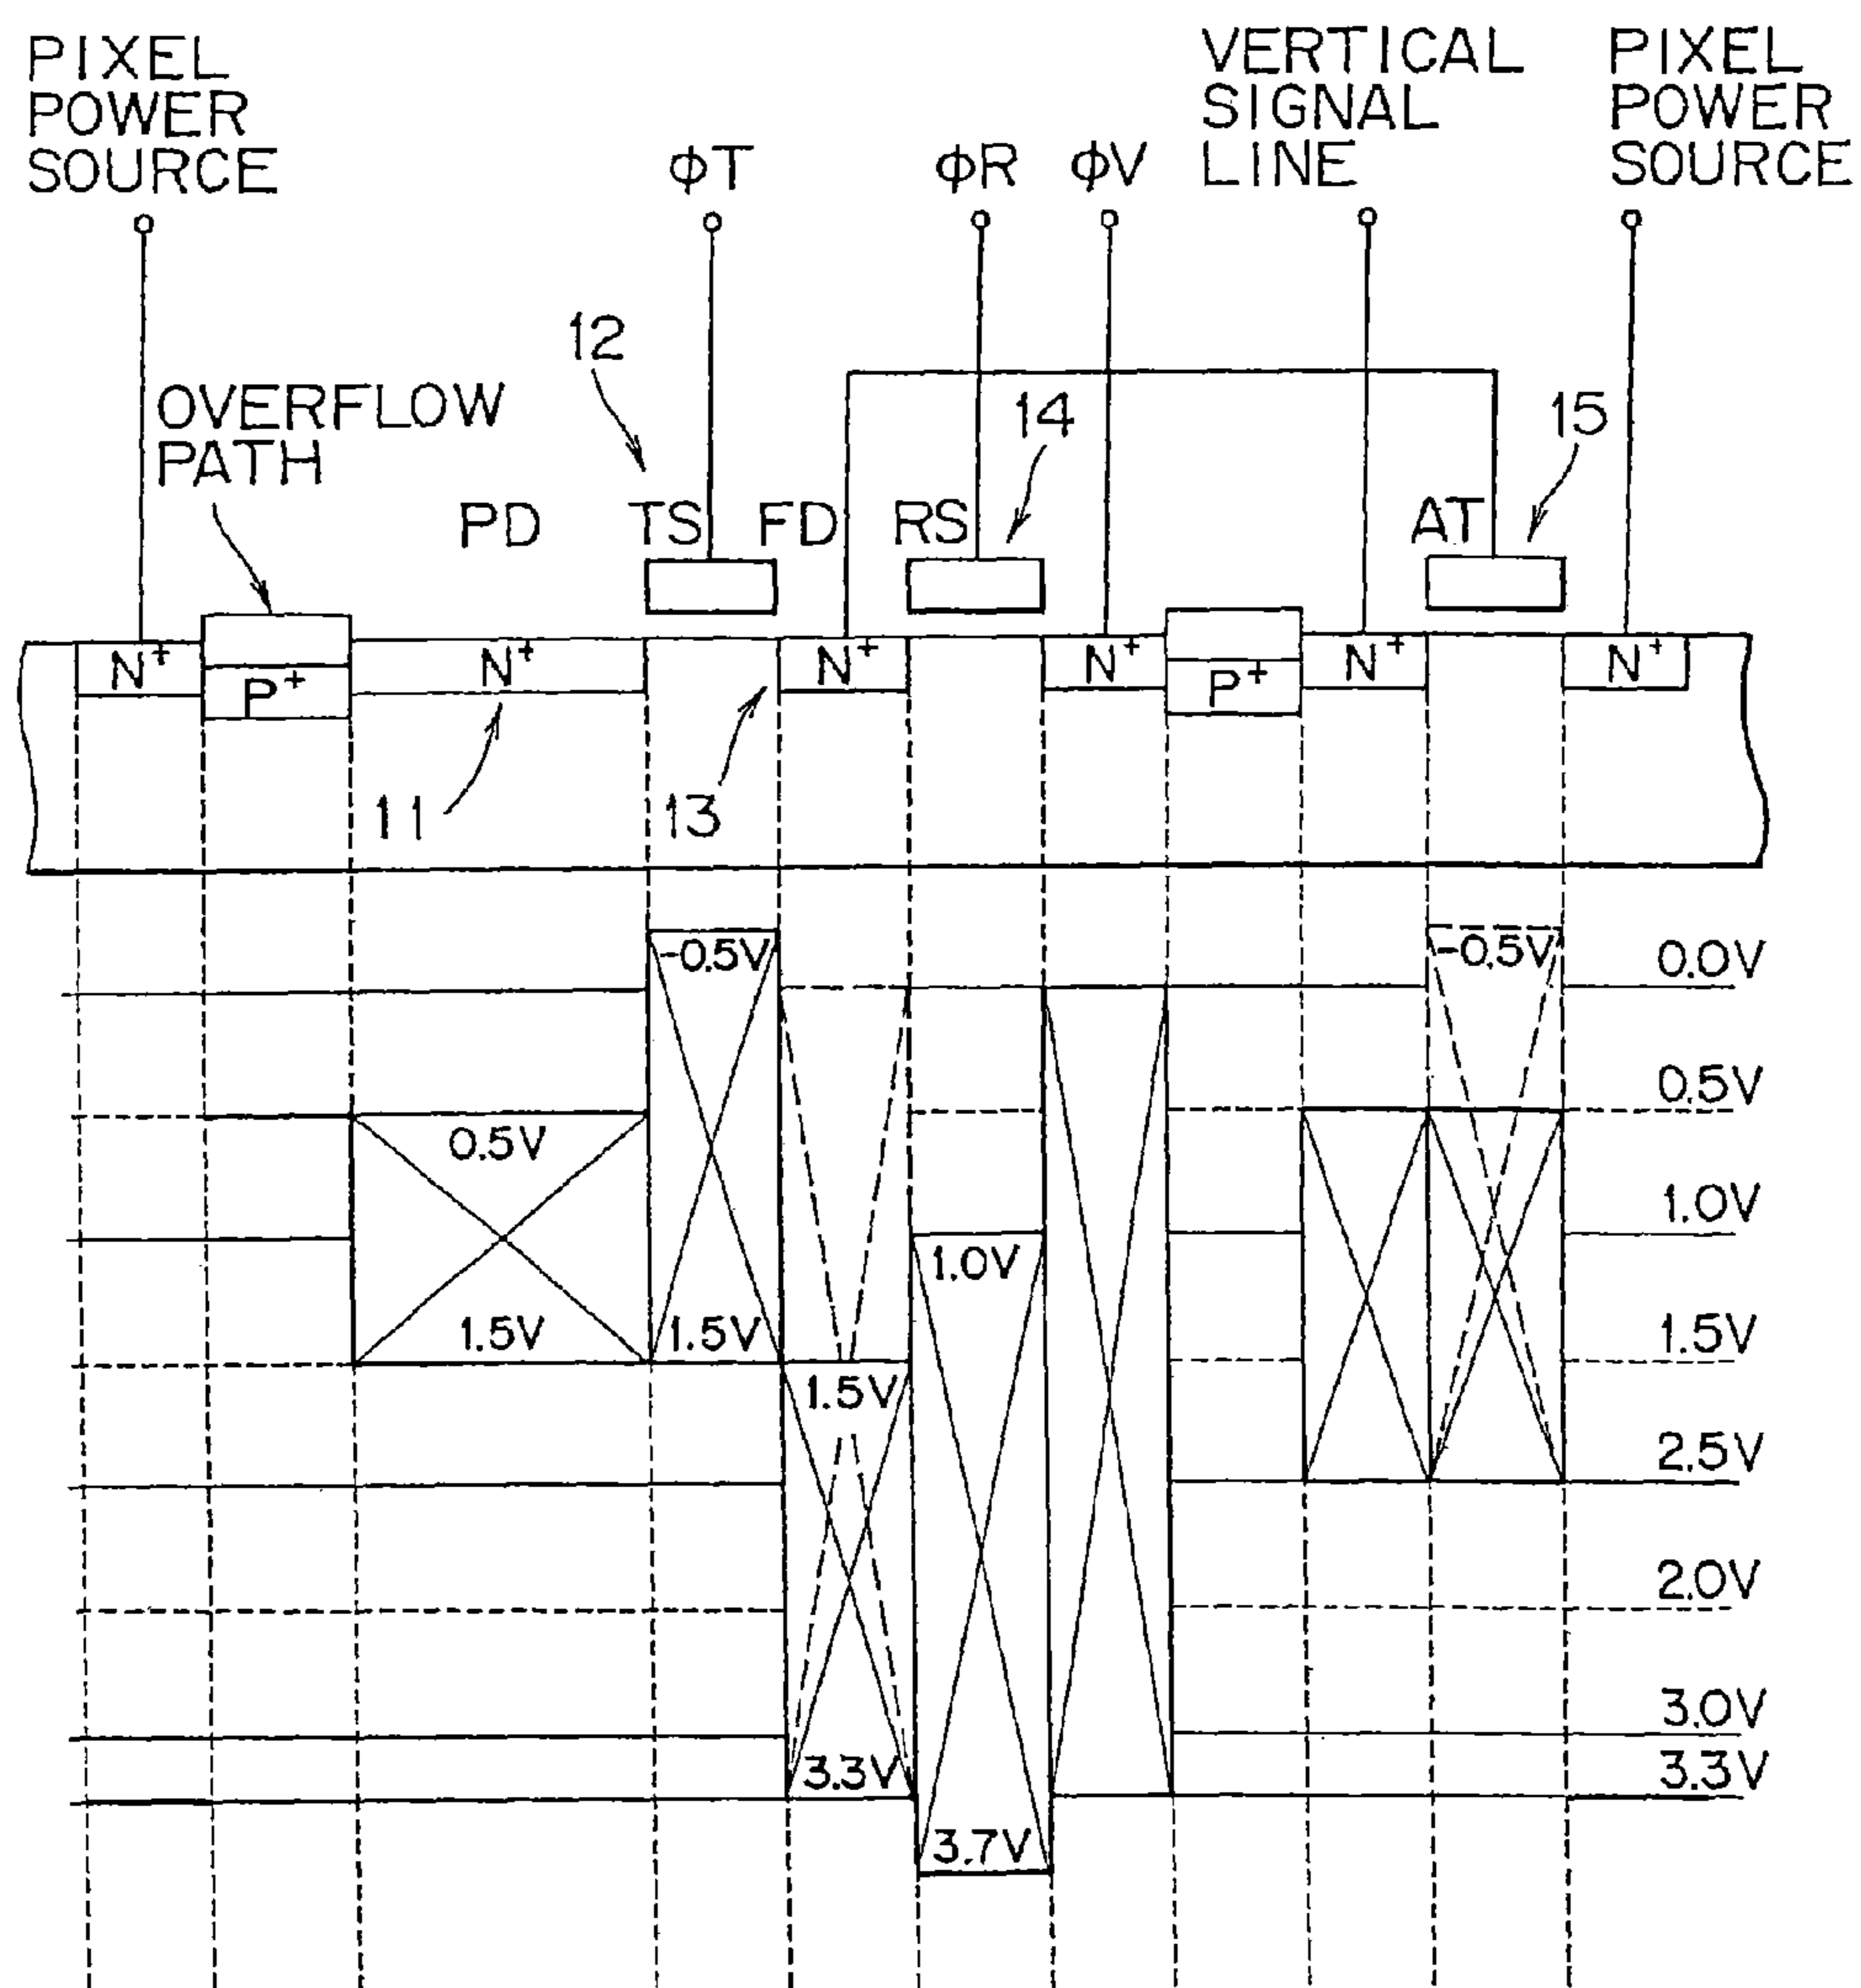 PIXEL
POWER
SOURCE
φT
φR
φV
VERTICAL
SIGNAL
LINE
PIXEL
POWER
SOURCE
OVERFLOW
PATH
12
14
15
PD
TS
FD
RS
AT
N+
P+
N+
N+
N+
P+
N+
N+
11
13
-0.5V
-0.5V
0.0V
0.5V
0.5V
1.0V
1.0V
1.5V
1.5V
1.5V
1.5V
2.5V
2.0V
3.0V
3.3V
3.3V
3.7V